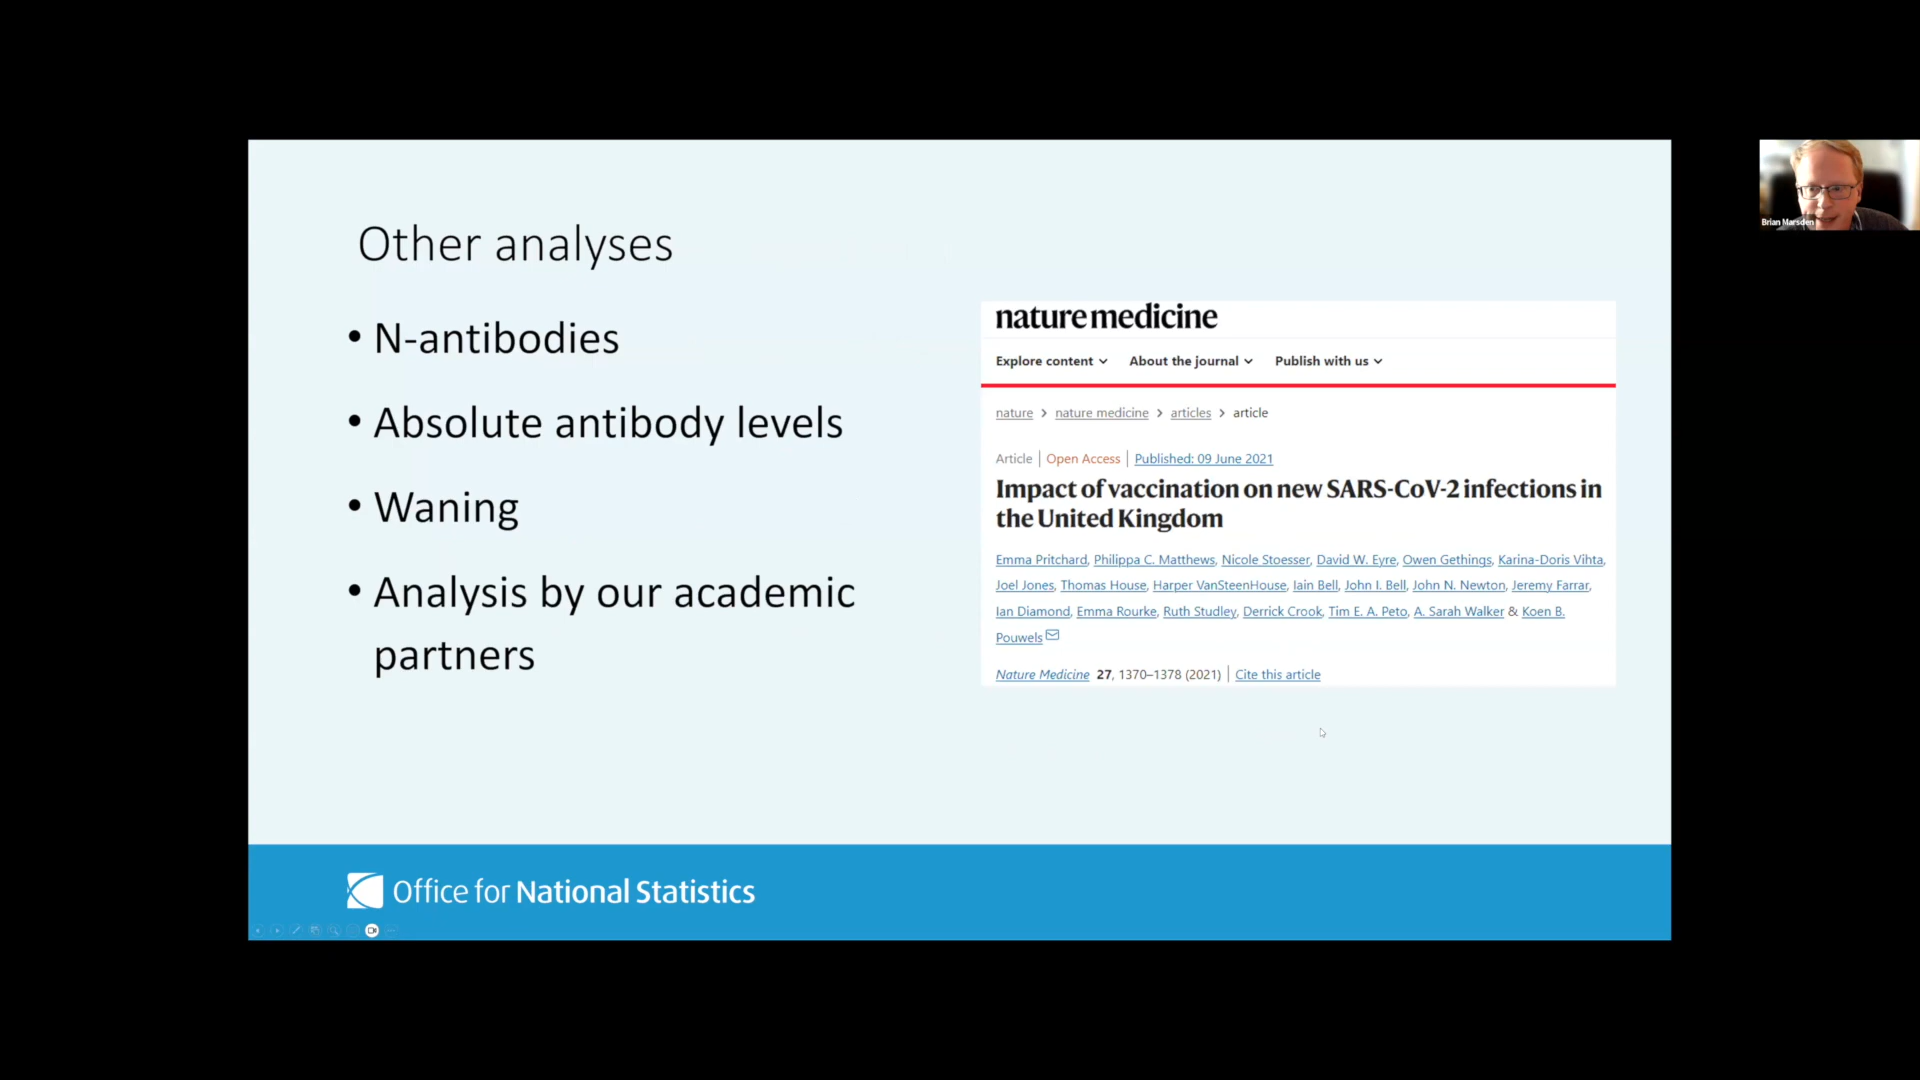 Other analyses
• N-antibodies
• Absolute antibody levels
• Waning
• Analysis by our academic
partners
nature medicine
Explore content
About the journal
Publish with us
nature > nature medicine > articles > article
Article | Open Access | Published: 09 June 2021
Impact of vaccination on new SARS-CoV-2 infections in
the United Kingdom
Emma Pritchard, Philippa C. Matthews, Nicole Stoesser, David W. Eyre, Owen Gethings, Karina-Doris Vihta,
Joel Jones, Thomas House, Harper VanSteenHouse, Iain Bell, John I. Bell, John N. Newton, Jeremy Farrar,
Ian Diamond, Emma Rourke, Ruth Studley, Derrick Crook, Tim E. A. Peto, A. Sarah Walker & Koen B.
Pouwels
Nature Medicine 27, 1370–1378 (2021) | Cite this article
Office for National Statistics
Brian Marsden